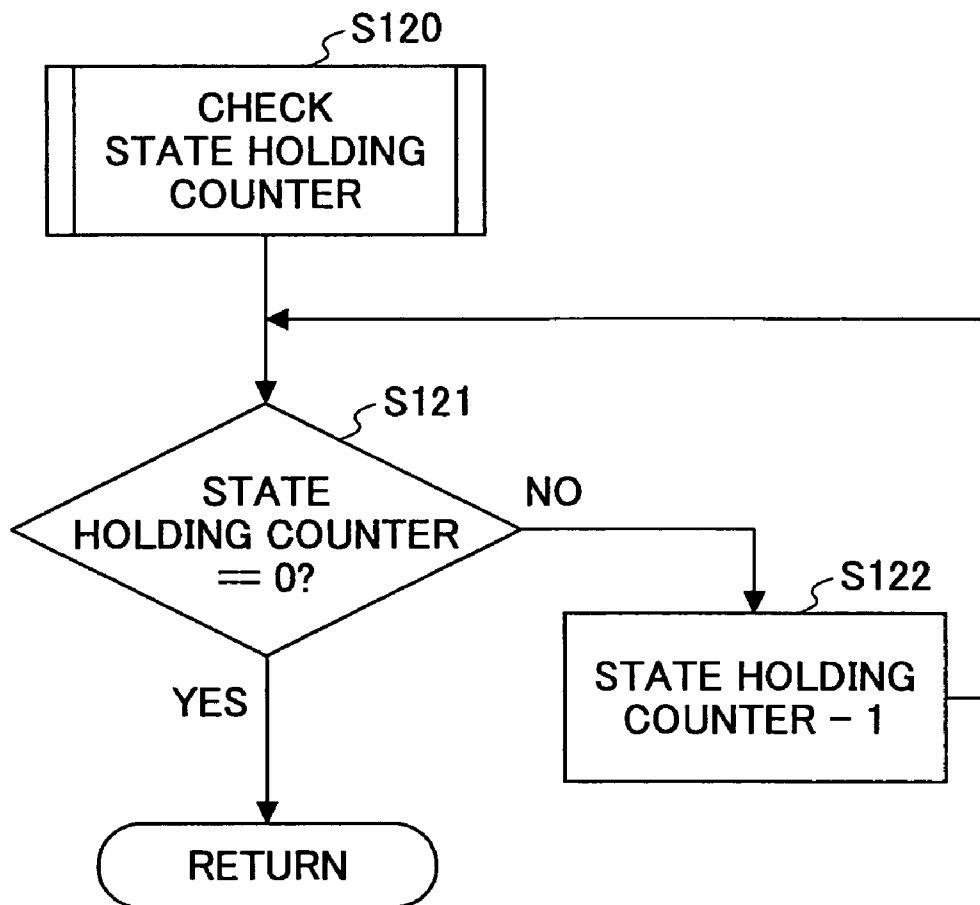 S120
CHECK
STATE HOLDING
COUNTER
S121
STATE
HOLDING COUNTER
== 0?
NO
S122
STATE HOLDING
COUNTER – 1
YES
RETURN